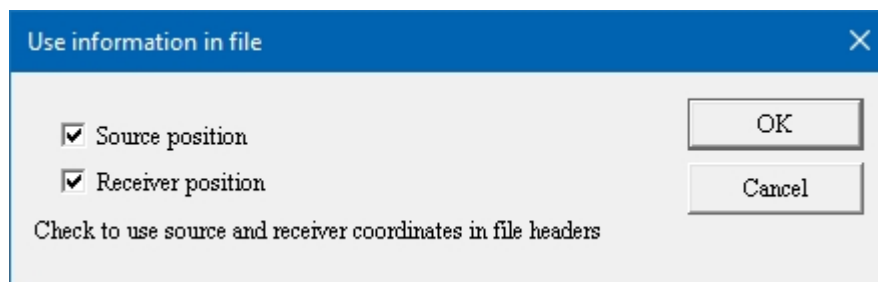 Use information in file
Source position
OK
Receiver position
Cancel
Check to use source and receiver coordinates in file headers